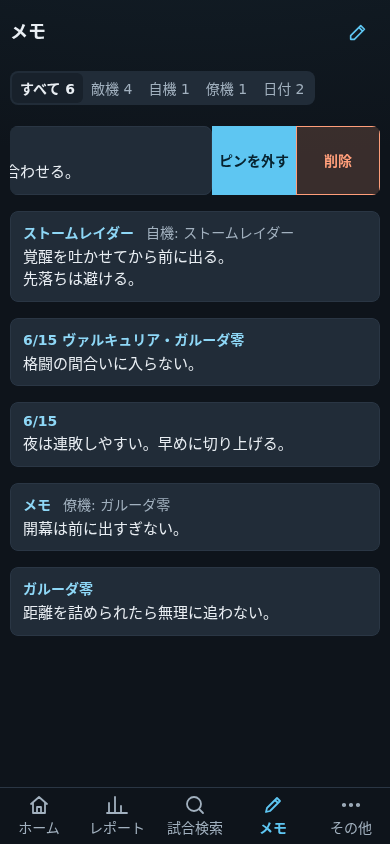 メモ
すべて 6 敵機 4 自機 1 僚機 1 日付 2
合わせる。
ピンを外す 削除
ストームレイダー 自機: ストームレイダー
覚醒を吐かせてから前に出る。
先落ちは避ける。
6/15 ヴァルキュリア・ガルーダ零
格闘の間合いに入らない。
6/15
夜は連敗しやすい。早めに切り上げる。
メモ 僚機: ガルーダ零
開幕は前に出すぎない。
ガルーダ零
距離を詰められたら無理に追わない。
ホーム レポート 試合検索 メモ その他